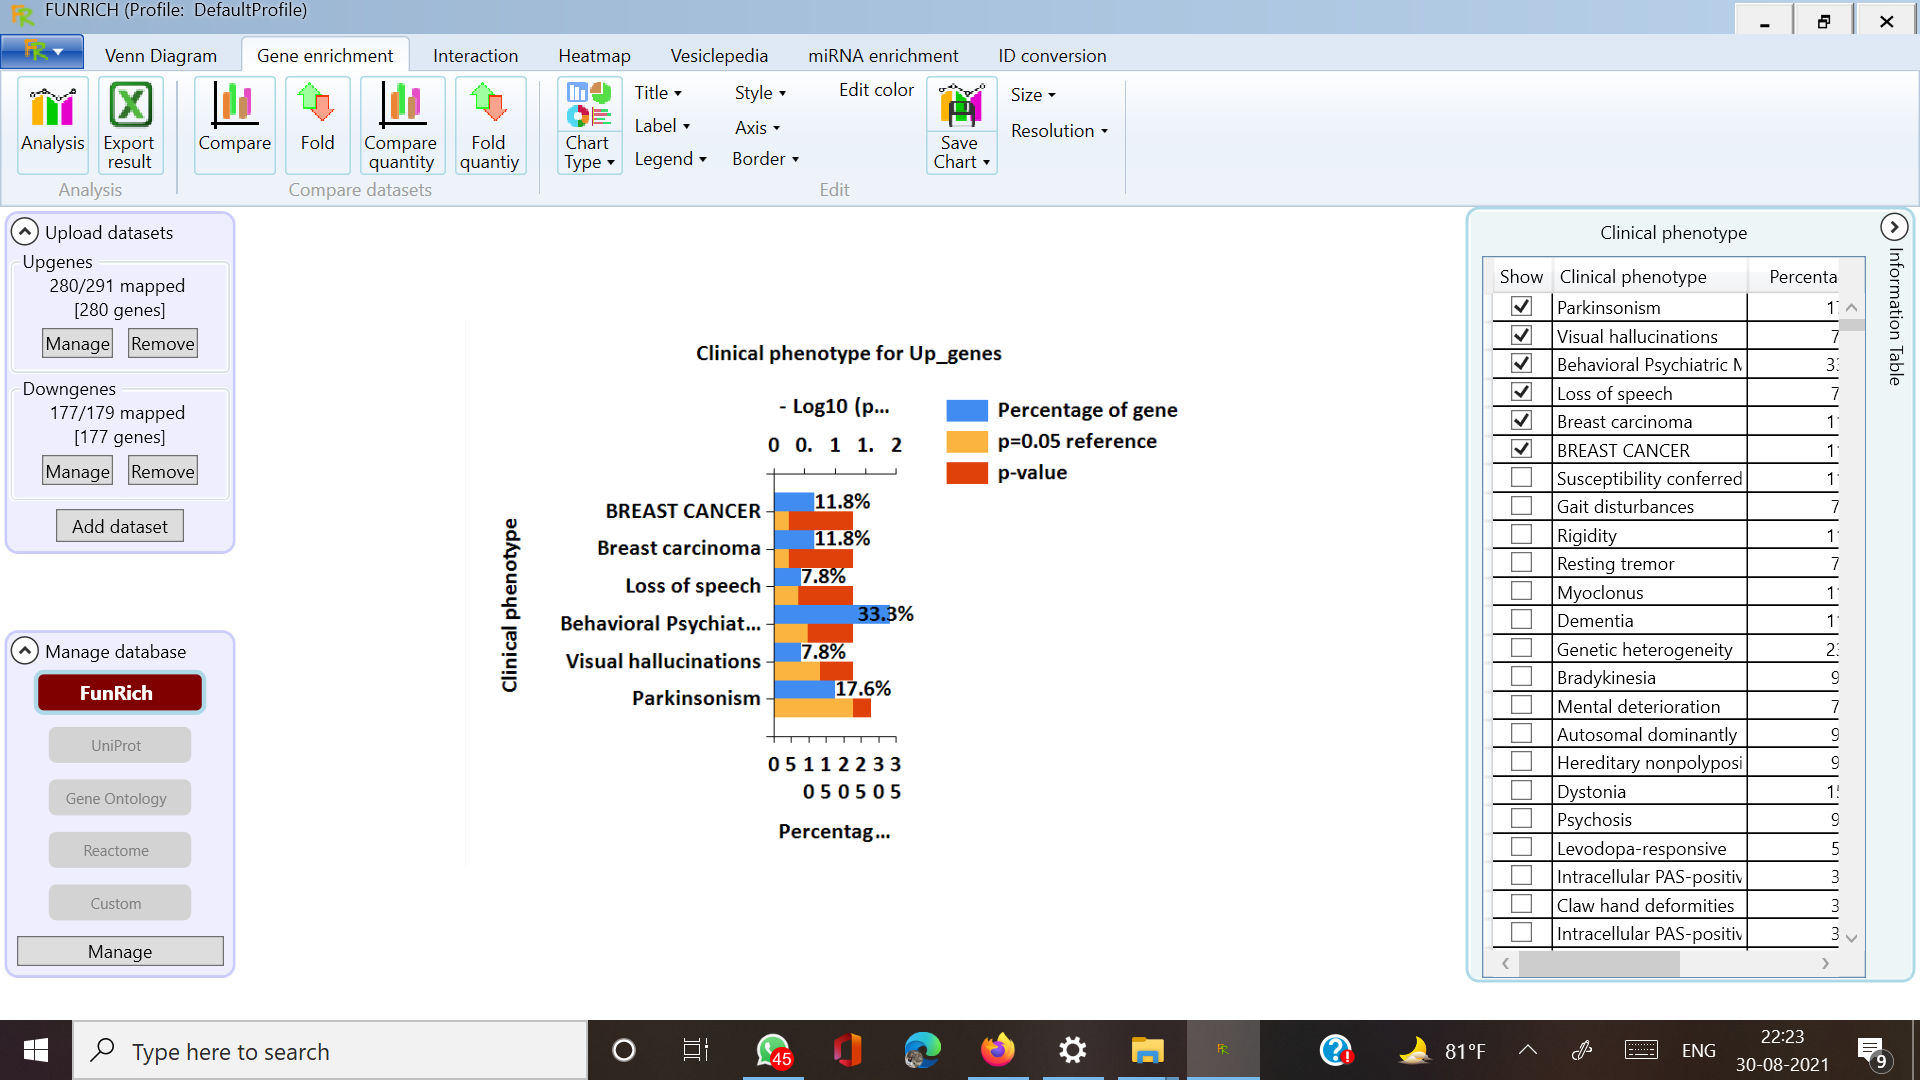 FUNRICH (Profile: DefaultProfile)
Venn Diagram Gene enrichment Interaction Heatmap Vesiclepedia miRNA enrichment ID conversion
Analysis
Export result
Analysis
Compare
Fold
Compare quantity
Fold quantiy
Compare datasets
Chart Type
Title
Label
Legend
Style
Axis
Border
Edit color
Save Chart
Size
Resolution
Edit
Upload datasets
Upgenes
280/291 mapped
[280 genes]
Manage Remove
Downgenes
177/179 mapped
[177 genes]
Manage Remove
Add dataset
Manage database
FunRich
UniProt
Gene Ontology
Reactome
Custom
Manage
Clinical phenotype for Up_genes
- Log10 (p...
0 0. 1 1. 2
Percentage of gene
p=0.05 reference
p-value
Clinical phenotype
BREAST CANCER 11.8%
Breast carcinoma 11.8%
Loss of speech 7.8%
Behavioral Psychiat... 33.3%
Visual hallucinations 7.8%
Parkinsonism 17.6%
0 5 1 1 2 2 3 3
0 5 0 5 0 5
Percentag...
Clinical phenotype
Information Table
Show Clinical phenotype Percenta
Parkinsonism 17
Visual hallucinations 7
Behavioral Psychiatric 33
Loss of speech 7
Breast carcinoma 11
BREAST CANCER 11
Susceptibility conferred 11
Gait disturbances 7
Rigidity 11
Resting tremor 7
Myoclonus 11
Dementia 11
Genetic heterogeneity 23
Bradykinesia 9
Mental deterioration 7
Autosomal dominantly 9
Hereditary nonpolyposi 9
Dystonia 15
Psychosis 9
Levodopa-responsive 5
Intracellular PAS-positiv 3
Claw hand deformities 3
Intracellular PAS-positiv 3
Type here to search
45
81°F
ENG
22:23
30-08-2021
9